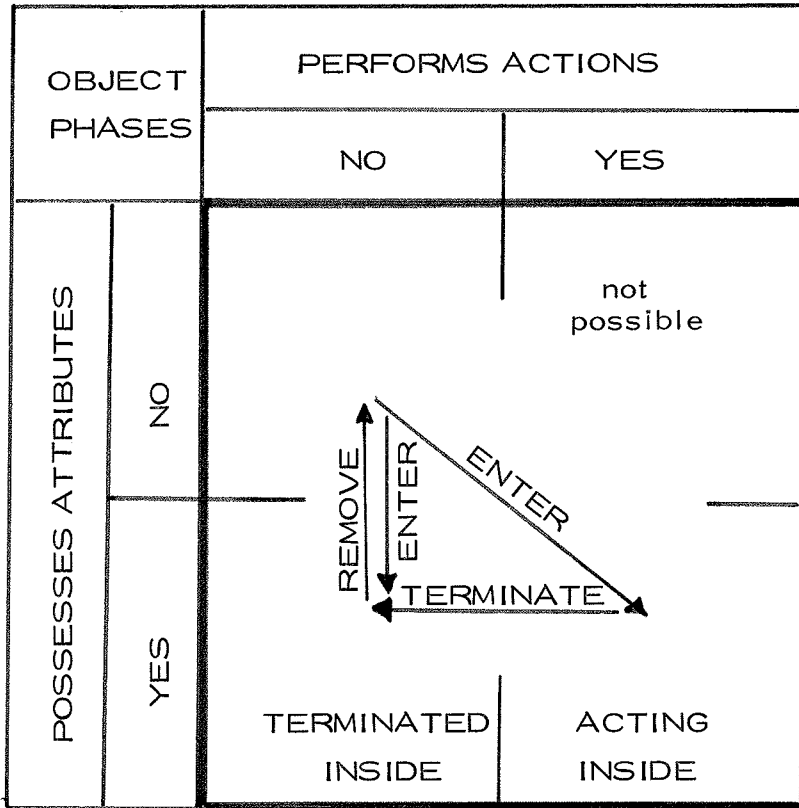 OBJECT
PHASES
PERFORMS ACTIONS
NO
YES
POSSESSES ATTRIBUTES
NO
YES
not
possible
REMOVE
ENTER
ENTER
TERMINATE
TERMINATED
INSIDE
ACTING
INSIDE